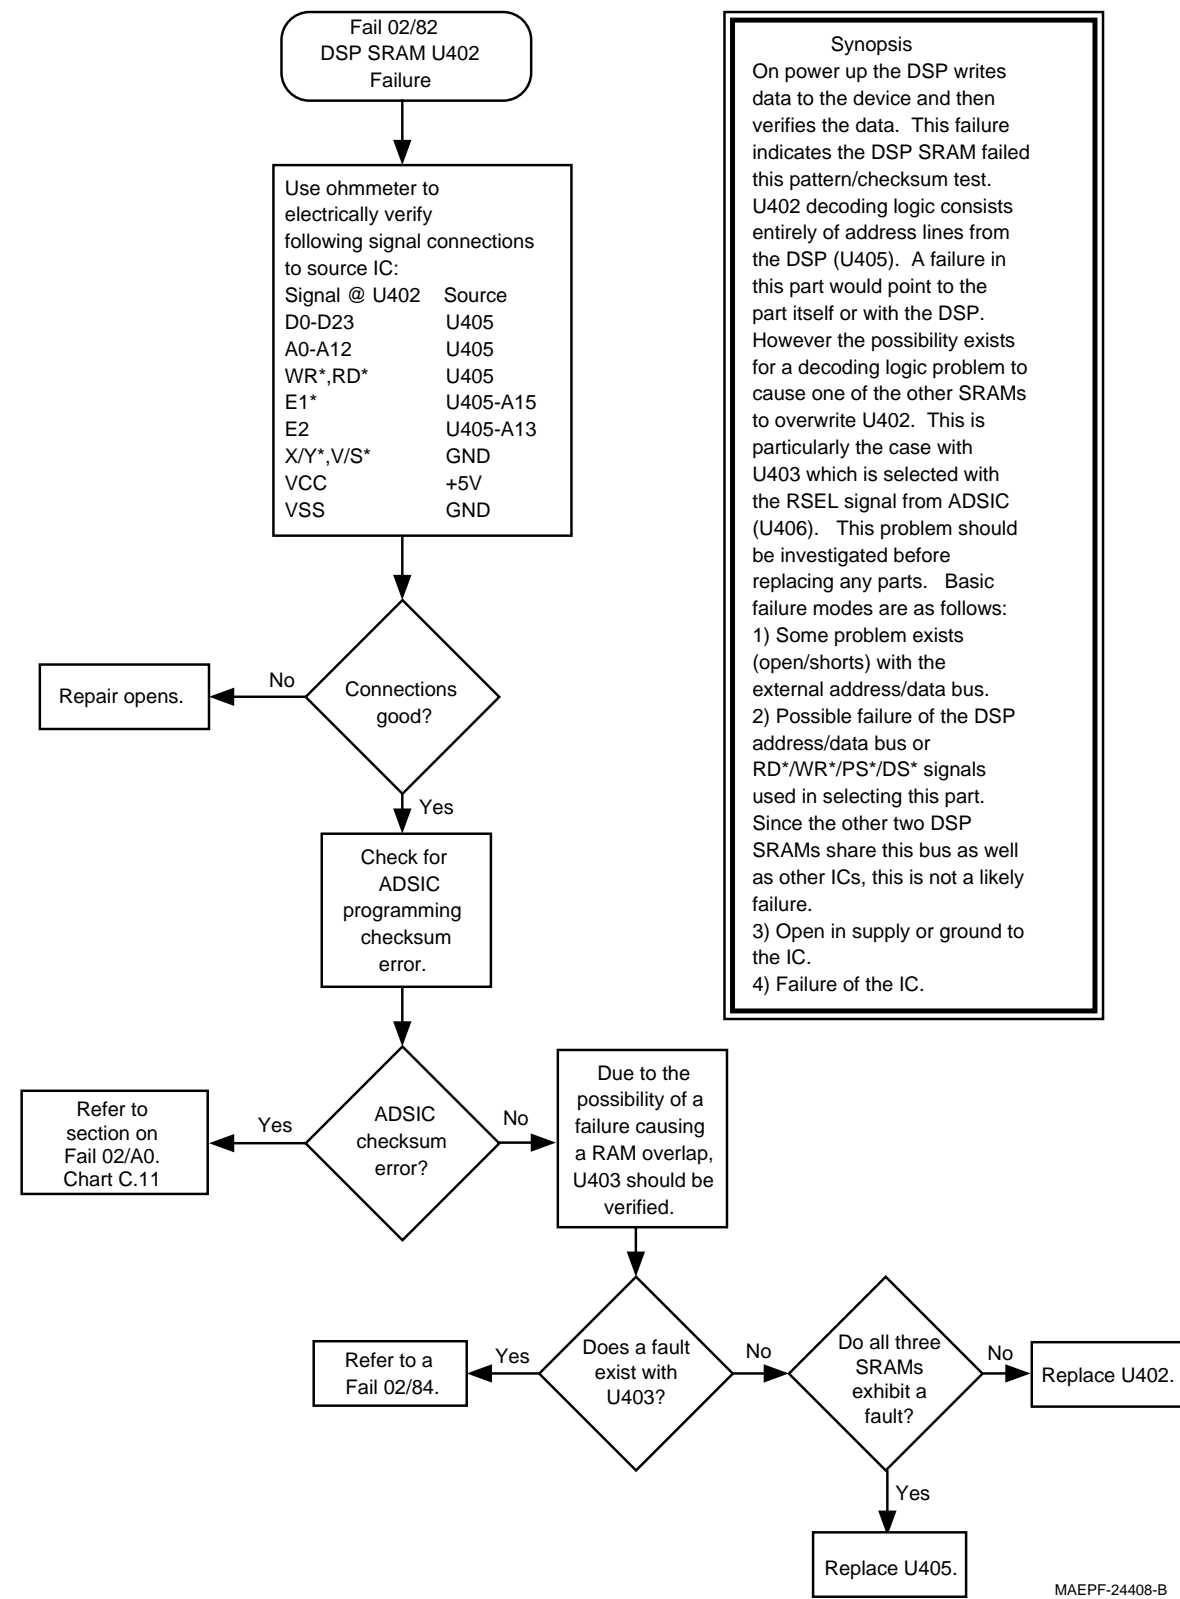 Fail 02/82
DSP SRAM U402
Failure
Use ohmmeter to
electrically verify
following signal connections
to source IC:
Signal @ U402 Source
D0-D23 U405
A0-A12 U405
WR*,RD* U405
E1* U405-A15
E2 U405-A13
X/Y*,V/S* GND
VCC +5V
VSS GND
Connections
good?
No
Repair opens.
Yes
Check for
ADSIC
programming
checksum
error.
ADSIC
checksum
error?
Yes
Refer to
section on
Fail 02/A0.
Chart C.11
No
Due to the
possibility of a
failure causing
a RAM overlap,
U403 should be
verified.
Does a fault
exist with
U403?
Yes
Refer to a
Fail 02/84.
No
Do all three
SRAMs
exhibit a
fault?
No
Replace U402.
Yes
Replace U405.
Synopsis
On power up the DSP writes
data to the device and then
verifies the data. This failure
indicates the DSP SRAM failed
this pattern/checksum test.
U402 decoding logic consists
entirely of address lines from
the DSP (U405). A failure in
this part would point to the
part itself or with the DSP.
However the possibility exists
for a decoding logic problem to
cause one of the other SRAMs
to overwrite U402. This is
particularly the case with
U403 which is selected with
the RSEL signal from ADSIC
(U406). This problem should
be investigated before
replacing any parts. Basic
failure modes are as follows:
1) Some problem exists
(open/shorts) with the
external address/data bus.
2) Possible failure of the DSP
address/data bus or
RD*/WR*/PS*/DS* signals
used in selecting this part.
Since the other two DSP
SRAMs share this bus as well
as other ICs, this is not a likely
failure.
3) Open in supply or ground to
the IC.
4) Failure of the IC.
MAEPF-24408-B